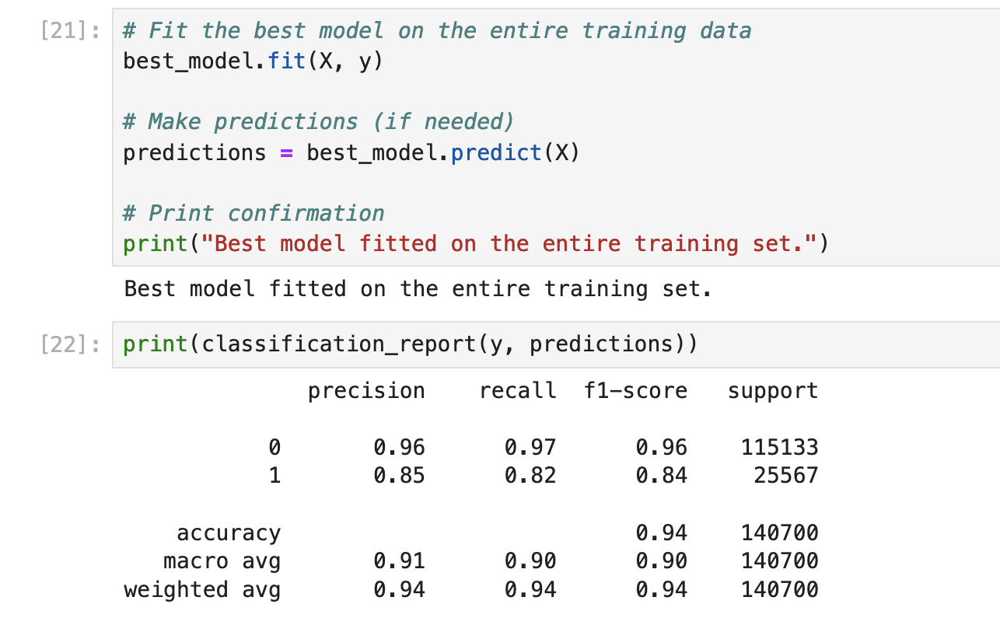 [21]: # Fit the best model on the entire training data
best_model.fit(X, y)
# Make predictions (if needed)
predictions = best_model.predict(X)
# Print confirmation
print("Best model fitted on the entire training set.")
Best model fitted on the entire training set.
[22]: print(classification_report(y, predictions))
precision recall f1-score support
0 0.96 0.97 0.96 115133
1 0.85 0.82 0.84 25567
accuracy 0.94 140700
macro avg 0.91 0.90 0.90 140700
weighted avg 0.94 0.94 0.94 140700